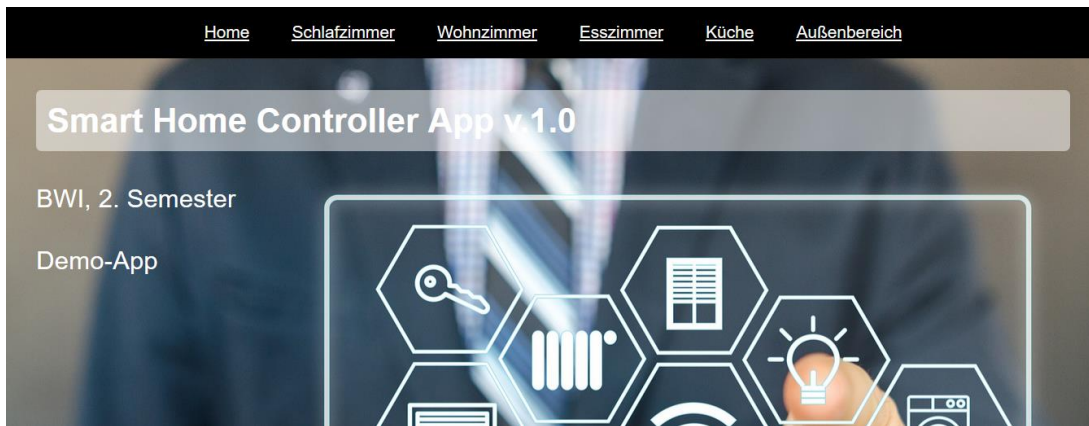 Home Schlafzimmer Wohnzimmer Esszimmer Küche Außenbereich
Smart Home Controller App v.1.0
BWI, 2. Semester
Demo-App